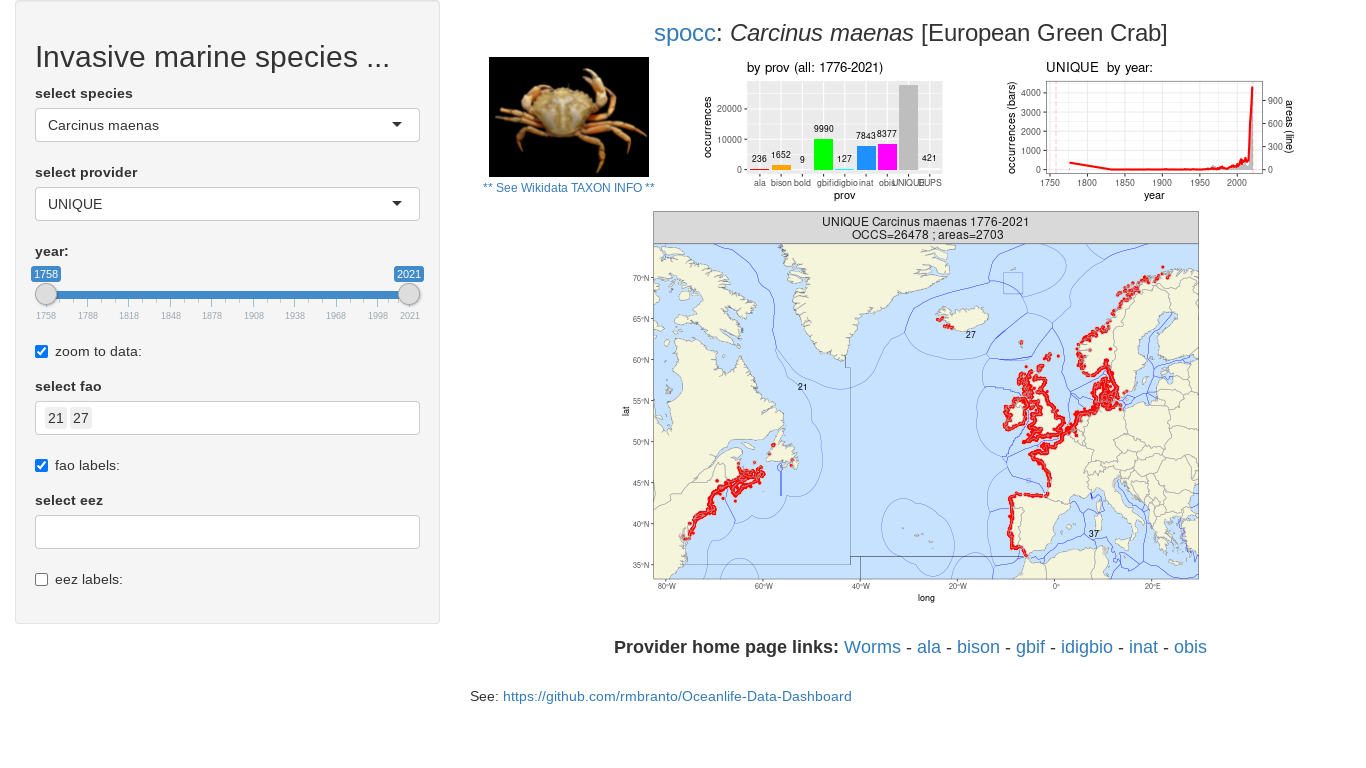 Invasive marine species ...
select species
Carcinus maenas
select provider
UNIQUE
year:
1758 2021
1758 1788 1818 1848 1878 1908 1938 1968 1998 2021
zoom to data:
select fao
21 27
fao labels:
select eez
eez labels:
spocc: Carcinus maenas [European Green Crab]
** See Wikidata TAXON INFO **
by prov (all: 1776-2021)
occurrences
20000
10000
0
236 1652 9 9990 127 7843 8377 421
ala bison bold gbif idigbio inat obis UNIQUE DUPS
prov
UNIQUE by year:
occurrences (bars)
4000
3000
2000
1000
0
900
600
300
0
areas (line)
1750 1800 1850 1900 1950 2000
year
UNIQUE Carcinus maenas 1776-2021
OCCS=26478 ; areas=2703
lat
70°N
65°N
60°N
55°N
50°N
45°N
40°N
35°N
27
21
37
80°W 60°W 40°W 20°W 0° 20°E
long
Provider home page links: Worms - ala - bison - gbif - idigbio - inat - obis
See: https://github.com/rmbranto/Oceanlife-Data-Dashboard